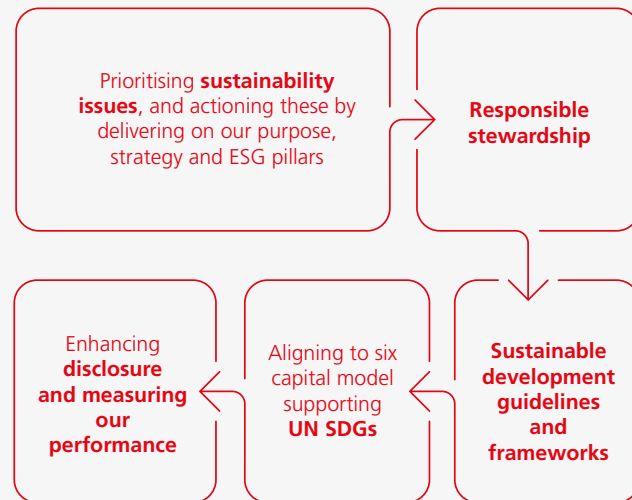 Prioritising sustainability
issues, and actioning these by
delivering on our purpose,
strategy and ESG pillars
Responsible
stewardship
Sustainable
development
guidelines
and
frameworks
Aligning to six
capital model
supporting
UN SDGs
Enhancing
disclosure
and measuring
our
performance